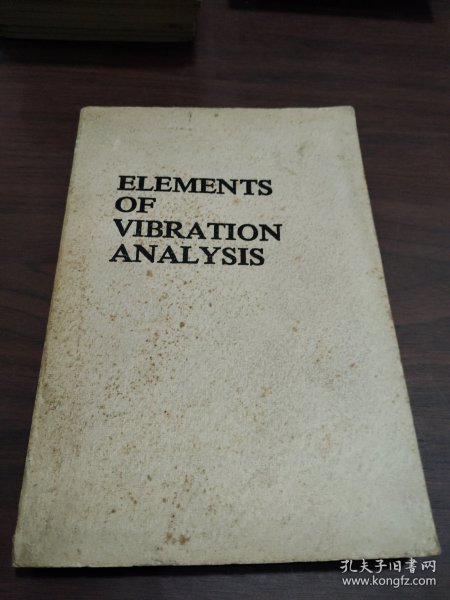 ELEMENTS
OF
VIBRATION
ANALYSIS
孔夫子旧书网
www.kongfz.com